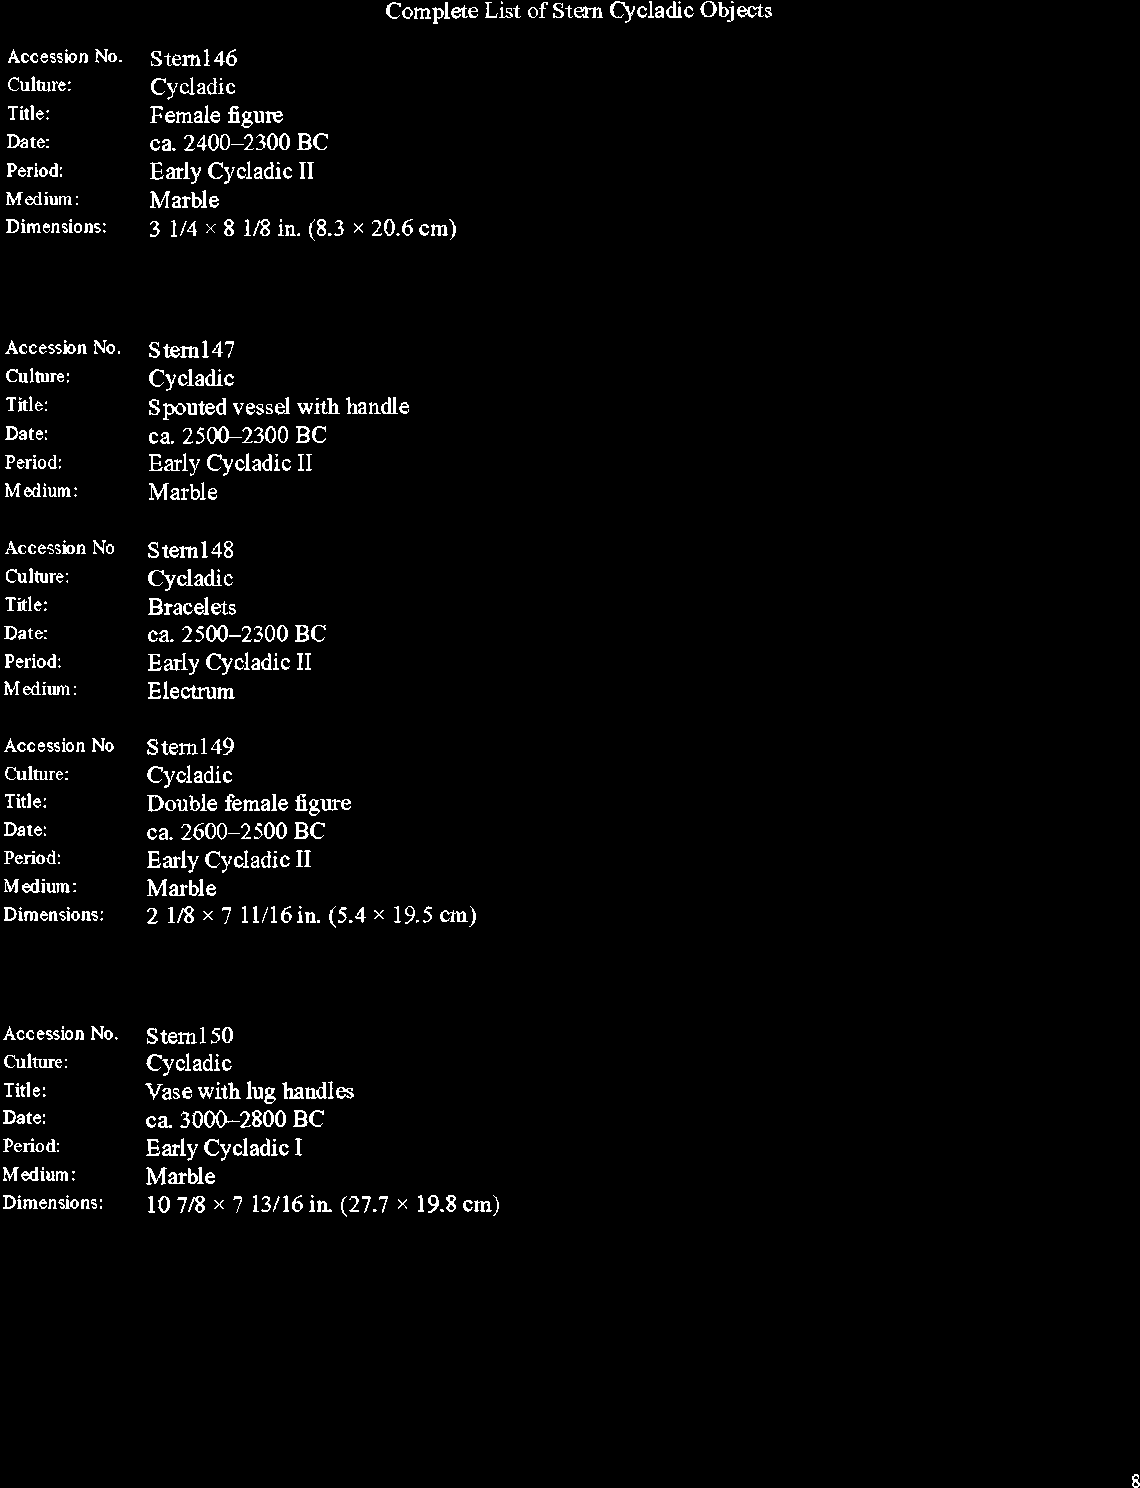 Complete List of Stern Cycladic Objects
Accession No. Stern146
Culture: Cycladic
Title: Female figure
Date: ca. 2400–2300 BC
Period: Early Cycladic II
Medium: Marble
Dimensions: 3 1/4 × 8 1/8 in. (8.3 × 20.6 cm)
Accession No. Stern147
Culture: Cycladic
Title: Spouted vessel with handle
Date: ca. 2500–2300 BC
Period: Early Cycladic II
Medium: Marble
Accession No Stern148
Culture: Cycladic
Title: Bracelets
Date: ca. 2500–2300 BC
Period: Early Cycladic II
Medium: Electrum
Accession No Stern149
Culture: Cycladic
Title: Double female figure
Date: ca. 2600–2500 BC
Period: Early Cycladic II
Medium: Marble
Dimensions: 2 1/8 × 7 11/16 in. (5.4 × 19.5 cm)
Accession No. Stern150
Culture: Cycladic
Title: Vase with lug handles
Date: ca. 3000–2800 BC
Period: Early Cycladic I
Medium: Marble
Dimensions: 10 7/8 × 7 13/16 in. (27.7 × 19.8 cm)
8